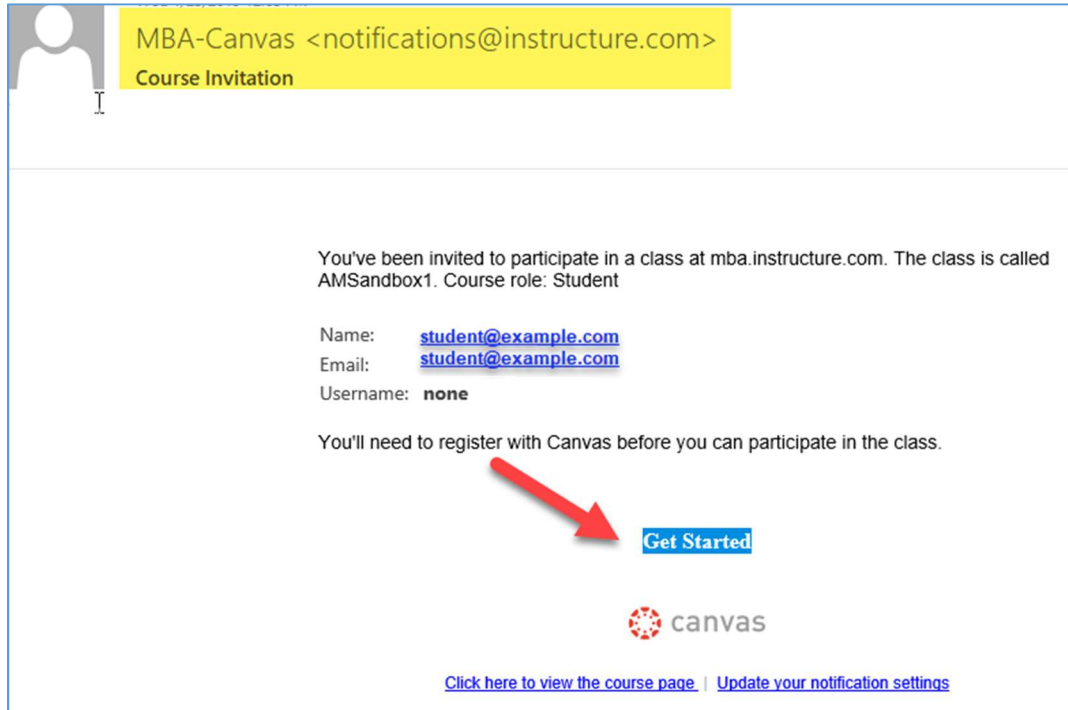 MBA-Canvas <notifications@instructure.com>
Course Invitation
You've been invited to participate in a class at mba.instructure.com. The class is called
AMSandbox1. Course role: Student
Name: student@example.com
Email: student@example.com
Username: none
You'll need to register with Canvas before you can participate in the class.
Get Started
canvas
Click here to view the course page | Update your notification settings